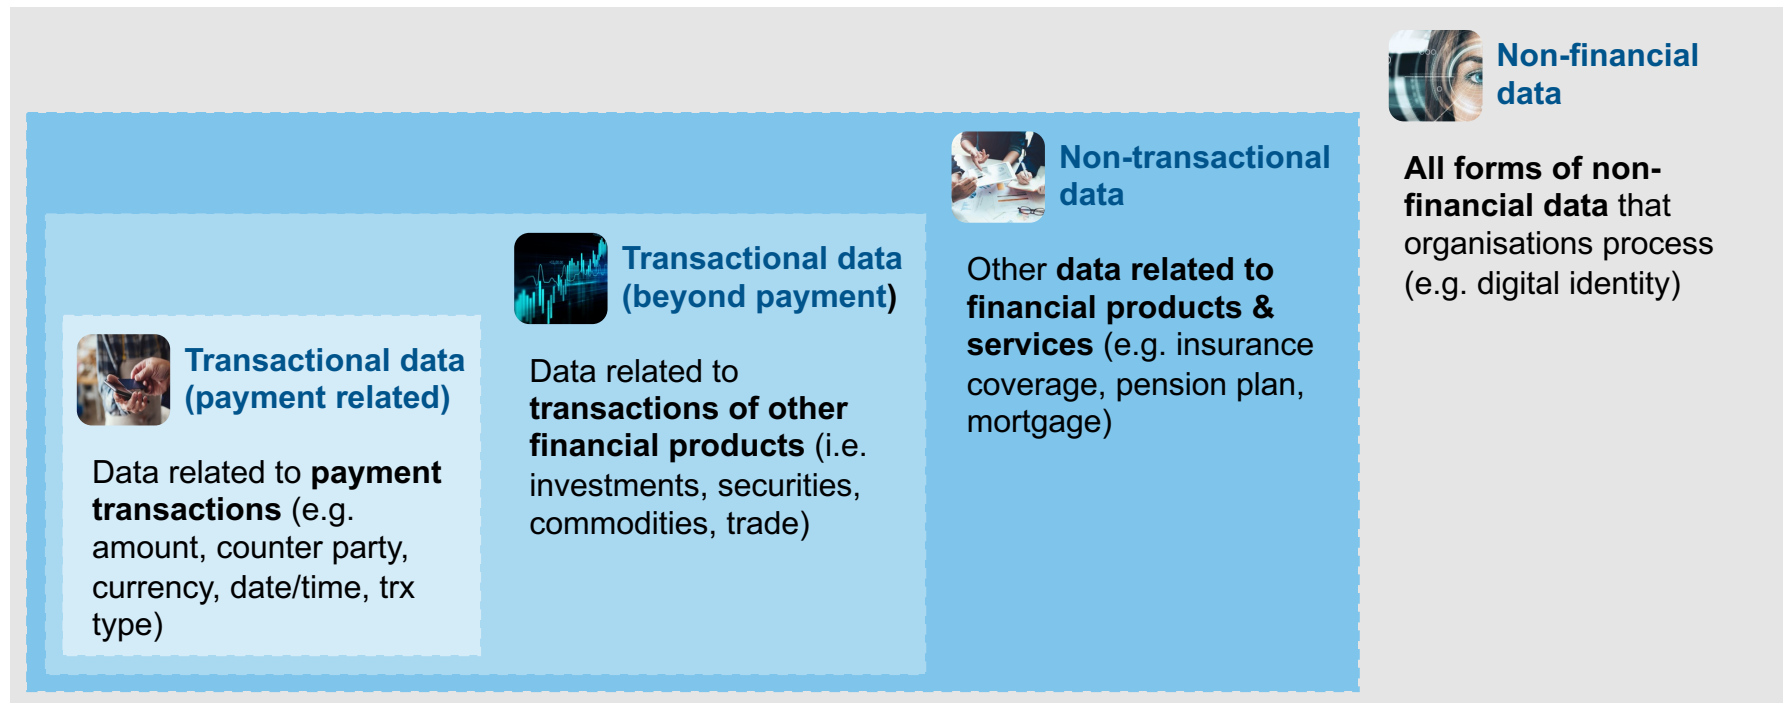 Non-financial
data
All forms of non-
financial data that
organisations process
(e.g. digital identity)
Non-transactional
data
Other data related to
financial products &
services (e.g. insurance
coverage, pension plan,
mortgage)
Transactional data
(beyond payment)
Data related to
transactions of other
financial products (i.e.
investments, securities,
commodities, trade)
Transactional data
(payment related)
Data related to payment
transactions (e.g.
amount, counter party,
currency, date/time, trx
type)